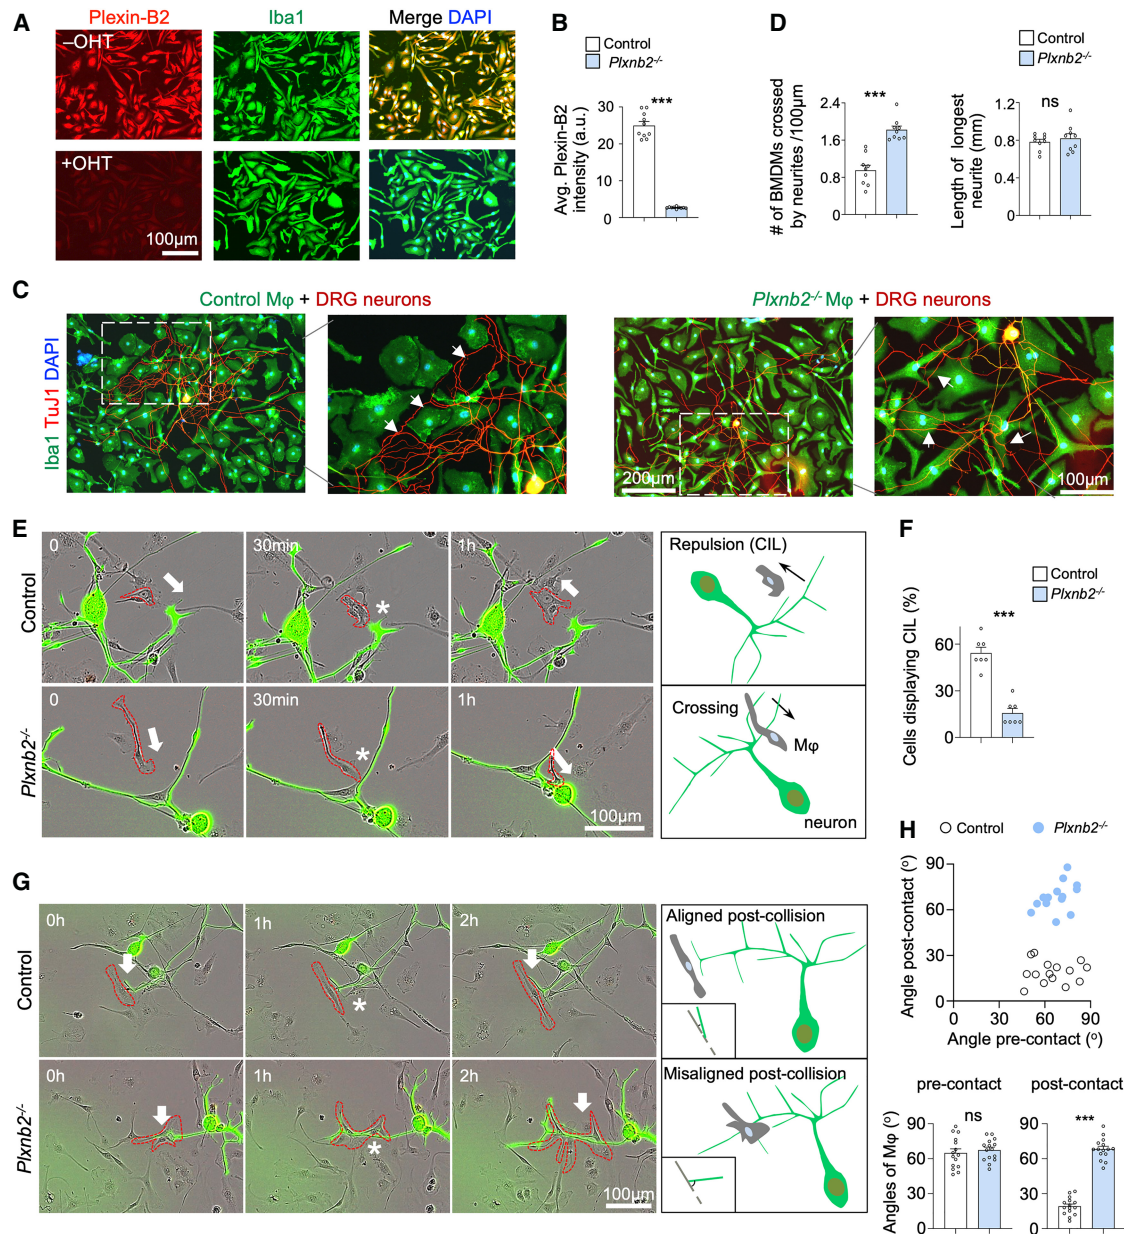 A
Plexin-B2
Iba1
Merge DAPI
–OHT
+OHT
100µm
B
Control
Plxnb2-/-
Avg. Plexin-B2
intensity (a.u.)
30
20
10
0
***
D
Control
Plxnb2-/-
# of BMDMs crossed
by neurites /100µm
2.4
1.6
0.8
0
***
Length of longest
neurite (mm)
1.2
0.8
0.4
0
ns
C
Control Mφ + DRG neurons
Plxnb2-/- Mφ + DRG neurons
Iba1 TuJ1 DAPI
200µm
100µm
E
Control
0
30min
*
1h
Repulsion (CIL)
Plxnb2-/-
0
30min
*
1h
100µm
Crossing
Mφ
neuron
F
Control
Plxnb2-/-
Cells displaying CIL (%)
60
30
0
***
G
Control
0h
1h
*
2h
Aligned post-collision
Plxnb2-/-
0h
1h
*
2h
100µm
Misaligned post-collision
H
Control
Plxnb2-/-
Angle post-contact (o)
90
60
30
0
0
30
60
90
Angle pre-contact (o)
pre-contact
post-contact
Angles of Mφ (o)
90
60
30
0
ns
90
60
30
0
***